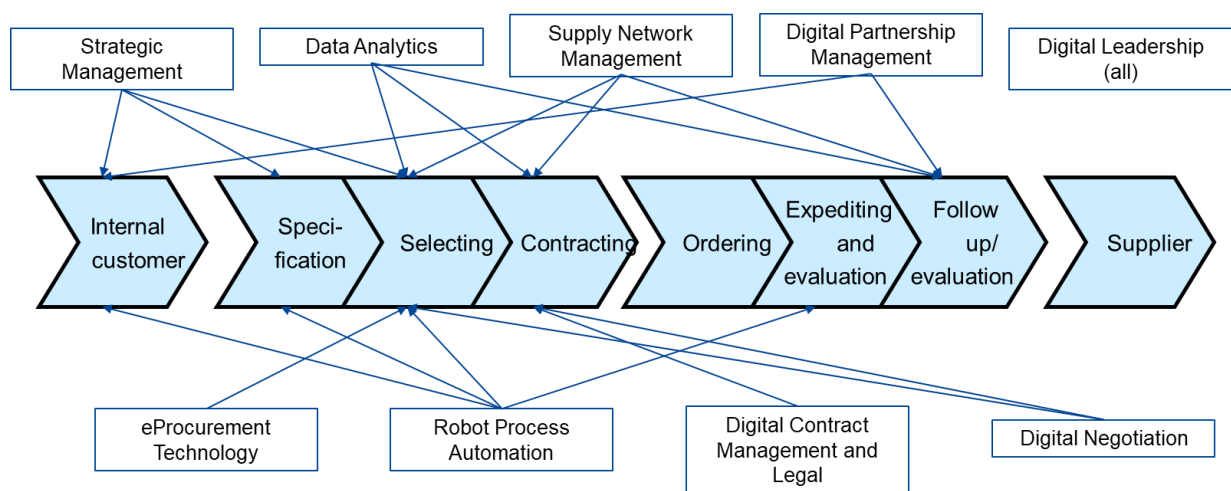 Strategic
Management
Data Analytics
Supply Network
Management
Digital Partnership
Management
Digital Leadership
(all)
Internal
customer
Speci-
fication
Selecting
Contracting
Ordering
Expediting
and
evaluation
Follow
up/
evaluation
Supplier
eProcurement
Technology
Robot Process
Automation
Digital Contract
Management and
Legal
Digital Negotiation